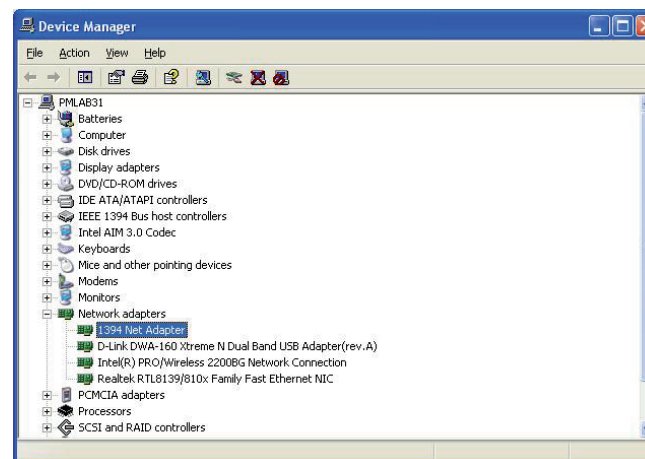 Device Manager
File Action View Help
PMLAB31
Batteries
Computer
Disk drives
Display adapters
DVD/CD-ROM drives
IDE ATA/ATAPI controllers
IEEE 1394 Bus host controllers
Intel AIM 3.0 Codec
Keyboards
Mice and other pointing devices
Modems
Monitors
Network adapters
1394 Net Adapter
D-Link DWA-160 Xtreme N Dual Band USB Adapter(rev.A)
Intel(R) PRO/Wireless 2200BG Network Connection
Realtek RTL8139/810x Family Fast Ethernet NIC
PCMCIA adapters
Processors
SCSI and RAID controllers